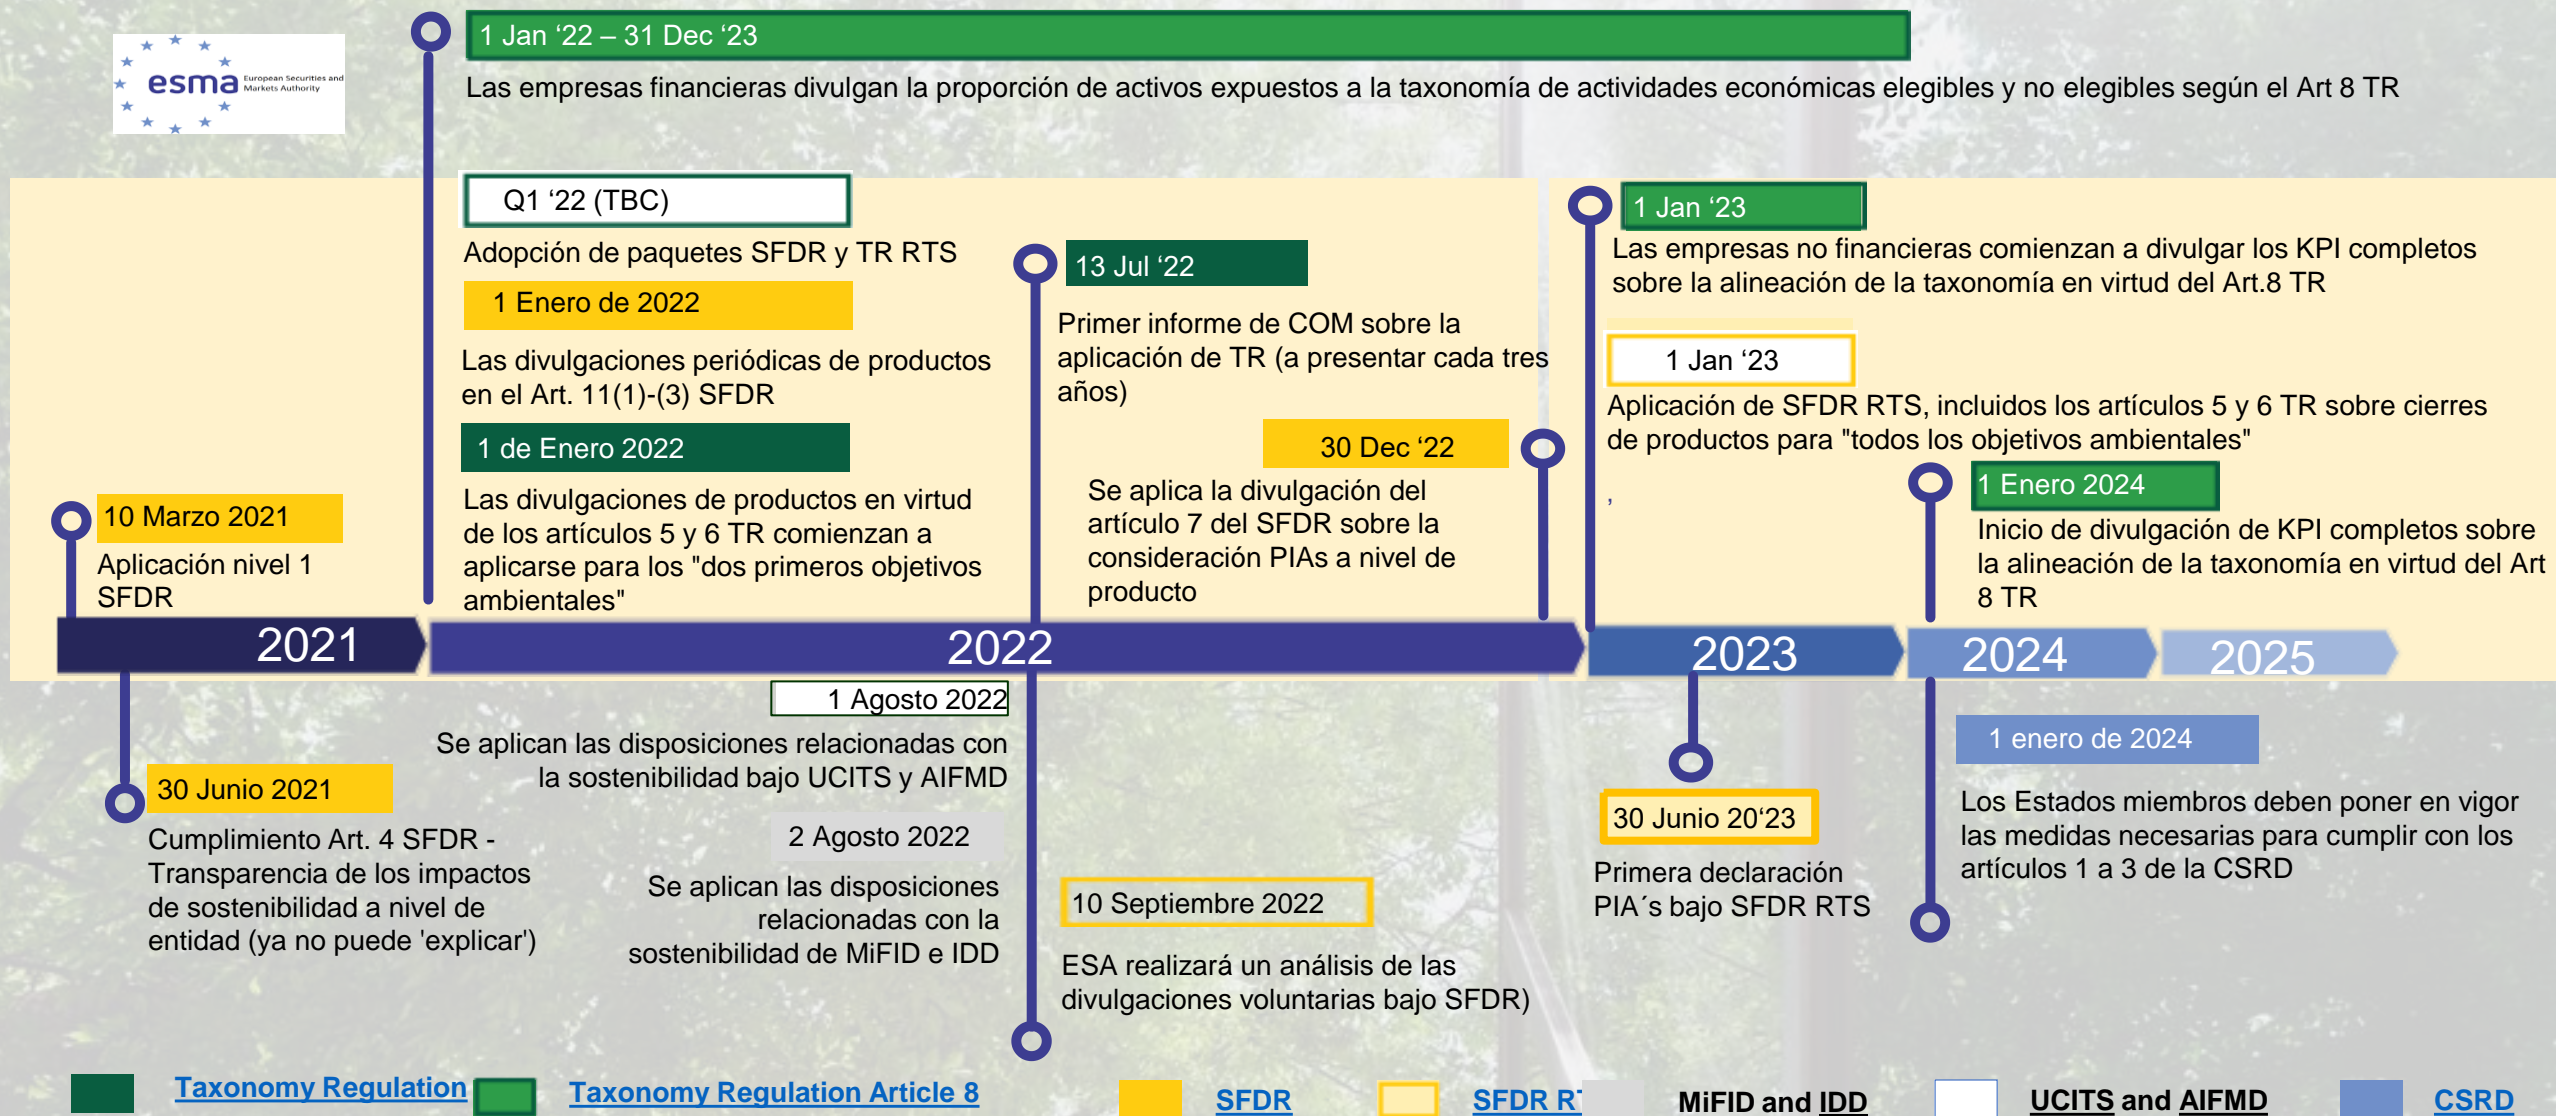 esma European Securities and
Markets Authority
1 Jan ‘22 – 31 Dec ‘23
Las empresas financieras divulgan la proporción de activos expuestos a la taxonomía de actividades económicas elegibles y no elegibles según el Art 8 TR
Q1 ‘22 (TBC)
Adopción de paquetes SFDR y TR RTS
1 Enero de 2022
Las divulgaciones periódicas de productos
en el Art. 11(1)-(3) SFDR
1 de Enero 2022
Las divulgaciones de productos en virtud
de los artículos 5 y 6 TR comienzan a
aplicarse para los "dos primeros objetivos
ambientales"
13 Jul ‘22
Primer informe de COM sobre la
aplicación de TR (a presentar cada tres
años)
30 Dec ‘22
Se aplica la divulgación del
artículo 7 del SFDR sobre la
consideración PIAs a nivel de
producto
1 Jan ‘23
Las empresas no financieras comienzan a divulgar los KPI completos
sobre la alineación de la taxonomía en virtud del Art.8 TR
1 Jan ‘23
Aplicación de SFDR RTS, incluidos los artículos 5 y 6 TR sobre cierres
de productos para "todos los objetivos ambientales"
,
1 Enero 2024
Inicio de divulgación de KPI completos sobre
la alineación de la taxonomía en virtud del Art
8 TR
10 Marzo 2021
Aplicación nivel 1
SFDR
2021
2022
2023
2024
2025
30 Junio 2021
Cumplimiento Art. 4 SFDR -
Transparencia de los impactos
de sostenibilidad a nivel de
entidad (ya no puede 'explicar')
1 Agosto 2022
Se aplican las disposiciones relacionadas con
la sostenibilidad bajo UCITS y AIFMD
2 Agosto 2022
Se aplican las disposiciones
relacionadas con la
sostenibilidad de MiFID e IDD
10 Septiembre 2022
ESA realizará un análisis de las
divulgaciones voluntarias bajo SFDR)
30 Junio 20‘23
Primera declaración
PIA´s bajo SFDR RTS
1 enero de 2024
Los Estados miembros deben poner en vigor
las medidas necesarias para cumplir con los
artículos 1 a 3 de la CSRD
Taxonomy Regulation
Taxonomy Regulation Article 8
SFDR
SFDR RT
MiFID and IDD
UCITS and AIFMD
CSRD